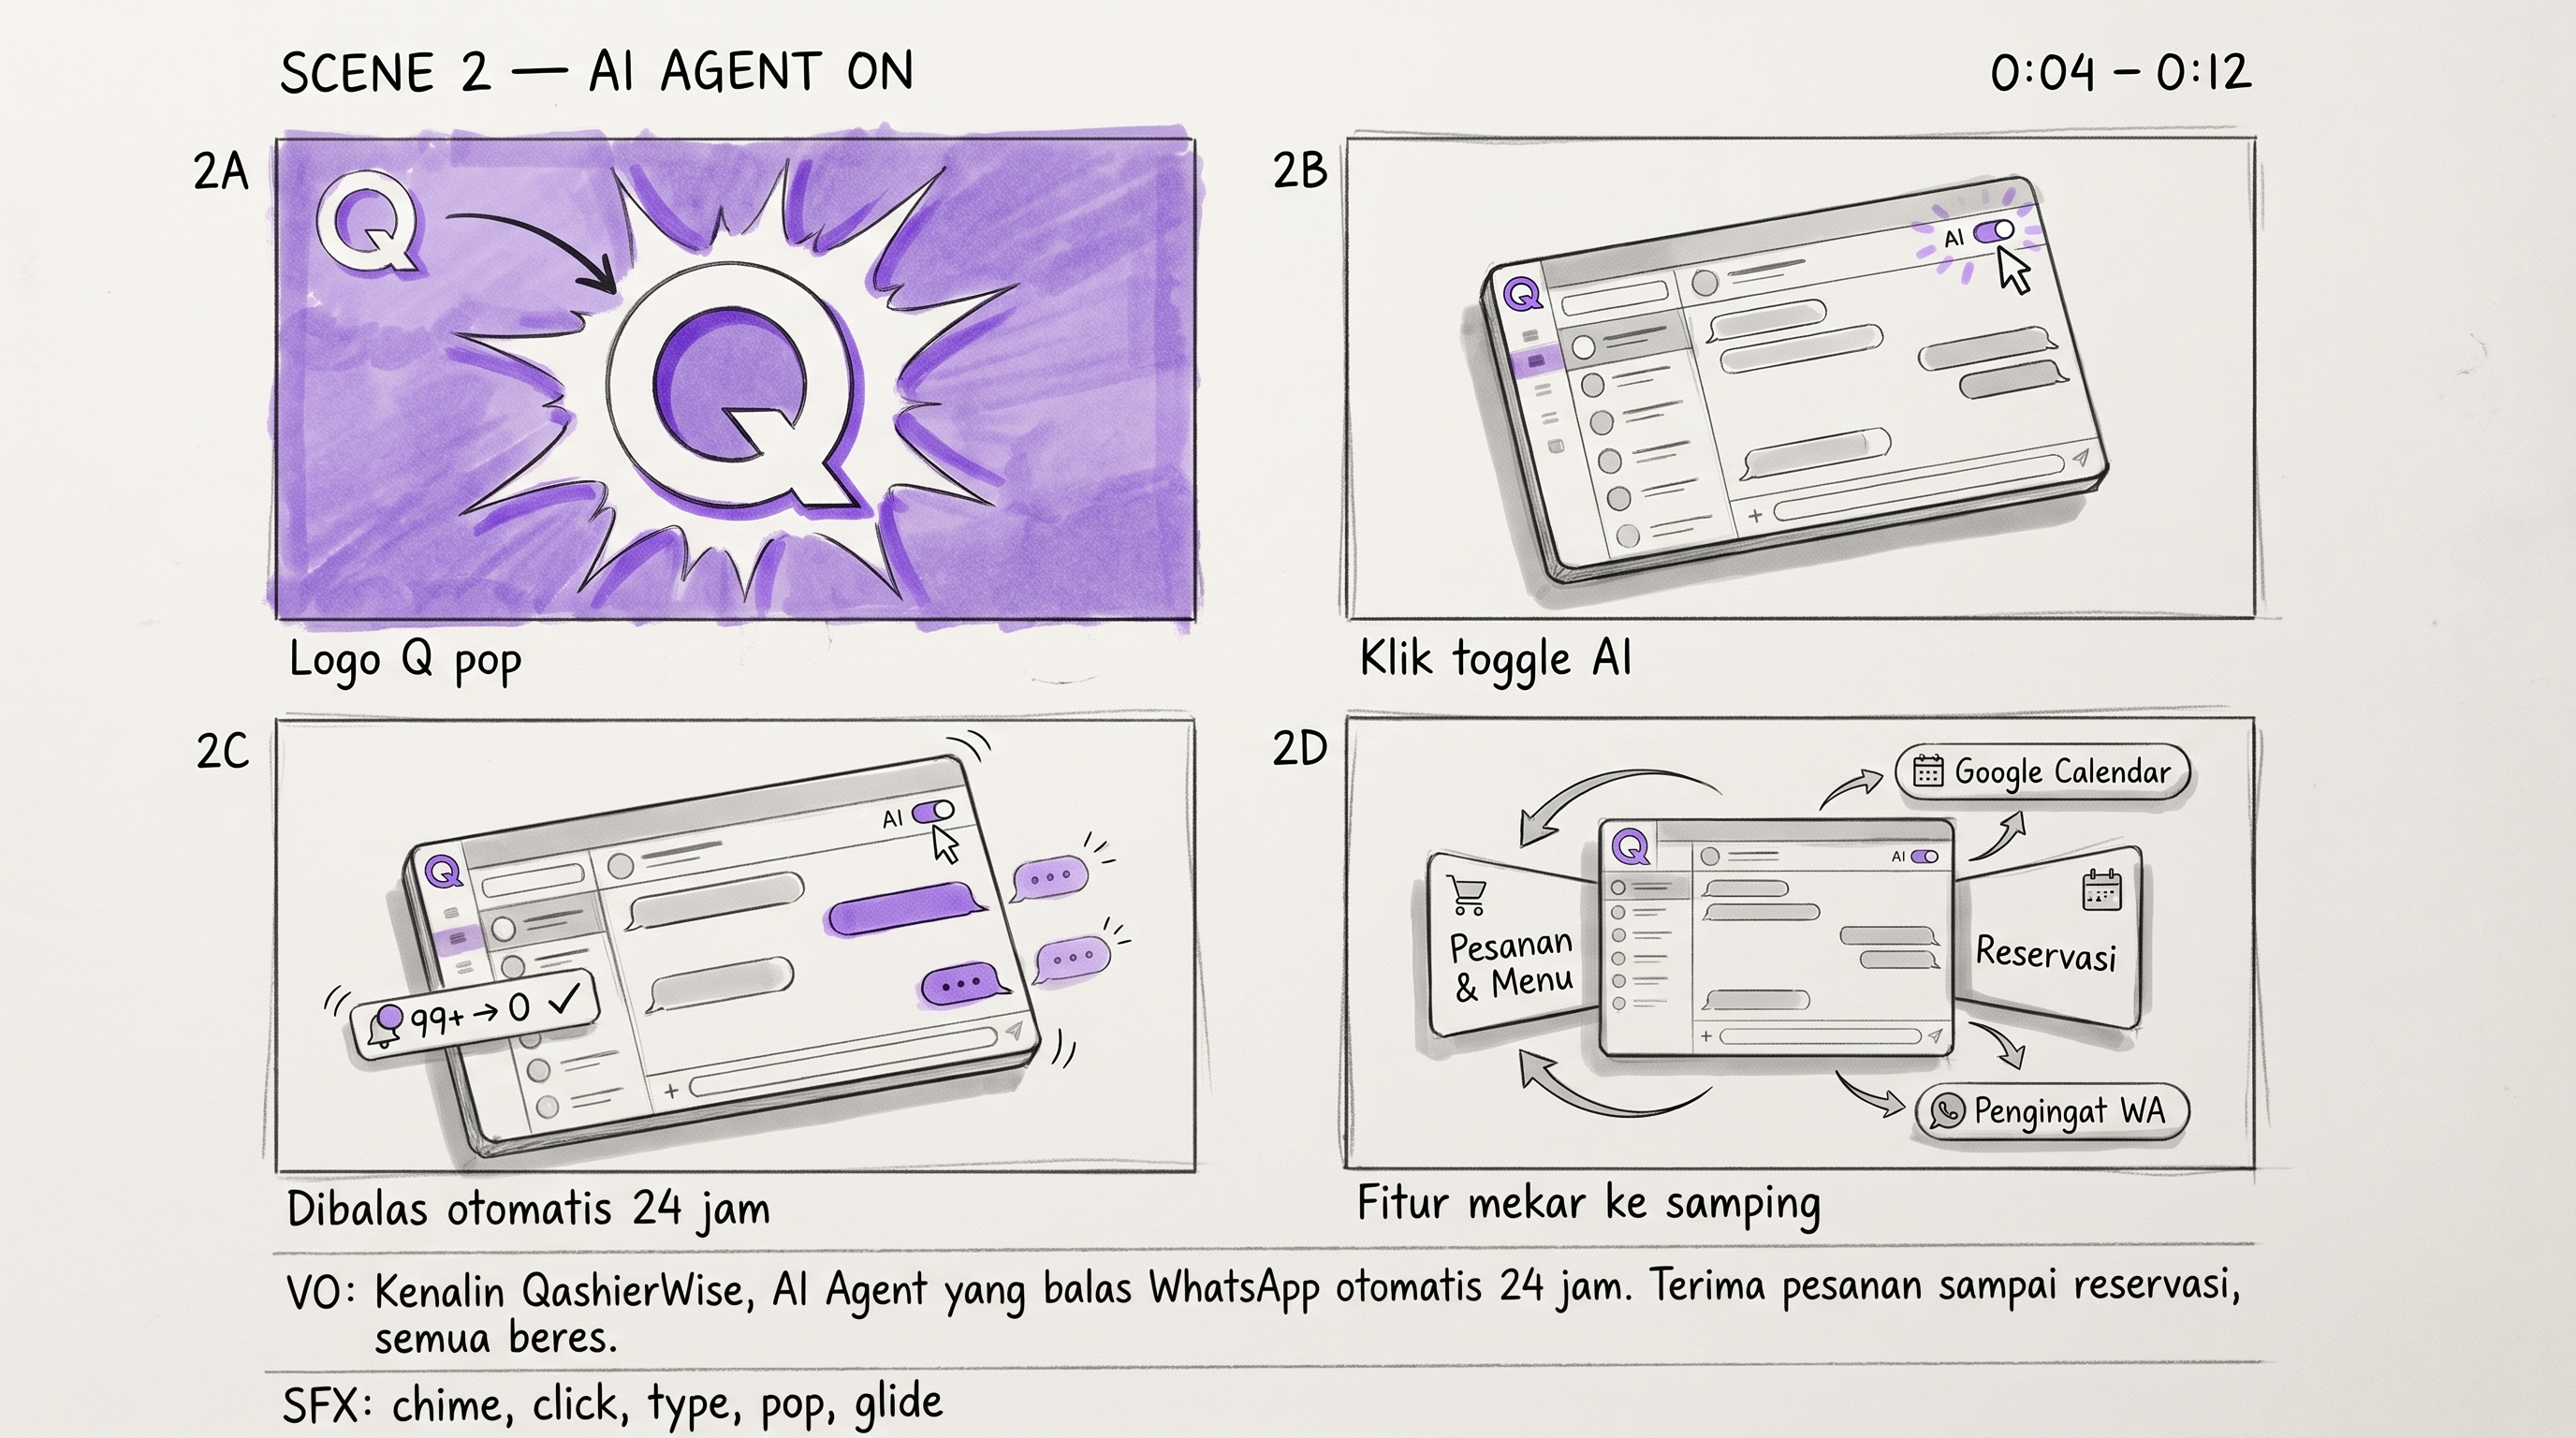 SCENE 2 — AI AGENT ON
0:04 – 0:12
2A
Q
Q
Logo Q pop
2B
AI
Q
+
Klik toggle AI
2C
AI
Q
99+→0 ✓
+
Dibalas otomatis 24 jam
2D
Google Calendar
Q
AI
Pesanan
& Menu
Reservasi
+
Pengingat WA
Fitur mekar ke samping
VO: Kenalin QashierWise, AI Agent yang balas WhatsApp otomatis 24 jam. Terima pesanan sampai reservasi,
semua beres.
SFX: chime, click, type, pop, glide